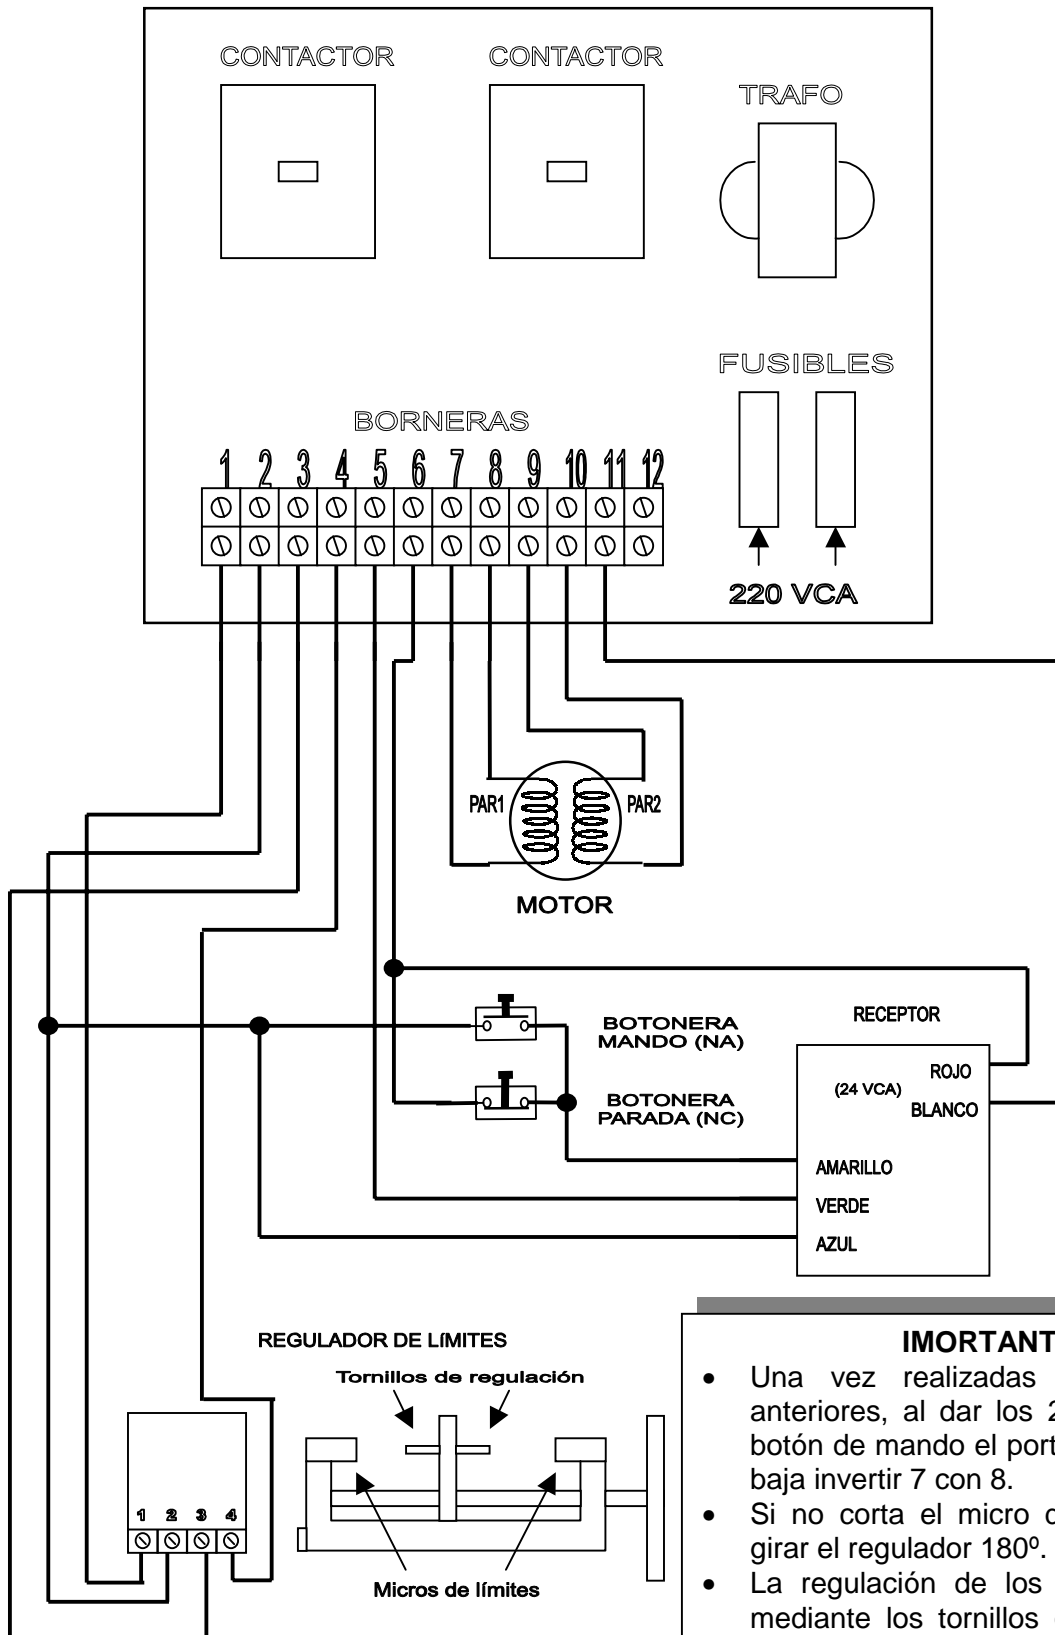 CONTACTOR CONTACTOR
TRAFO
FUSIBLES
BORNERAS
1 2 3 4 5 6 7 8 9 10 11 12
220 VCA
PAR1 PAR2
MOTOR
BOTONERA
MANDO (NA)
BOTONERA
PARADA (NC)
RECEPTOR
ROJO
(24 VCA)
BLANCO
AMARILLO
VERDE
AZUL
REGULADOR DE LíMITES
Tornillos de regulación
Micros de límites
1 2 3 4
IMORTANT
• Una vez realizadas
anteriores, al dar los 2
botón de mando el port
baja invertir 7 con 8.
• Si no corta el micro
girar el regulador 180º.
• La regulación de los
mediante los tornillos